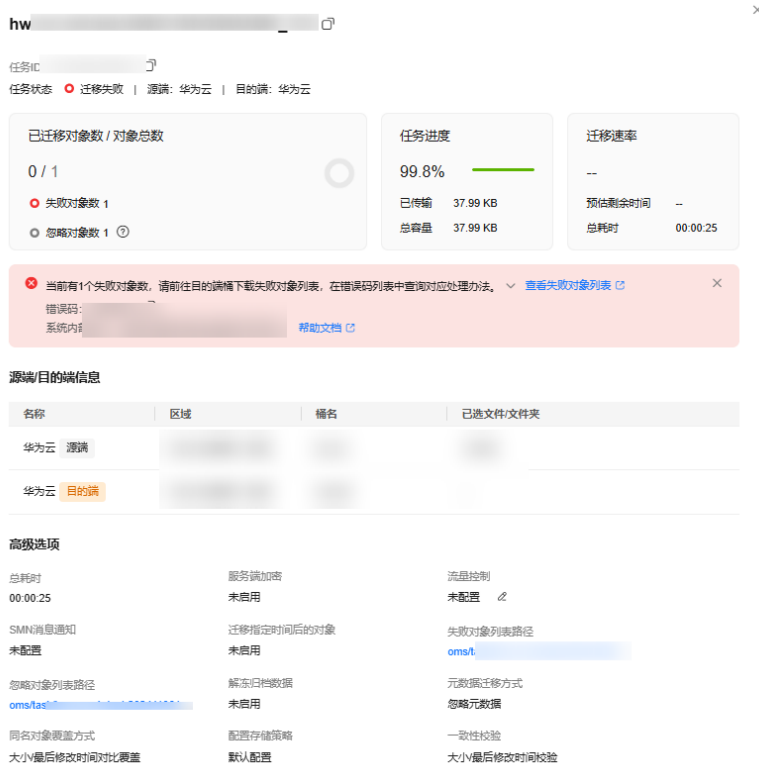 hw
任务ID
任务状态 迁移失败 | 源端: 华为云 | 目的端: 华为云
已迁移对象数 / 对象总数
0 / 1
失败对象数 1
忽略对象数 1
任务进度
99.8%
已传输 37.99 KB
总容量 37.99 KB
迁移速率
--
预估剩余时间 --
总耗时 00:00:25
当前有1个失败对象数，请前往目的端桶下载失败对象列表，在错误码列表中查询对应处理办法。 查看失败对象列表
错误码:
系统内部 帮助文档
源端/目的端信息
名称 区域 桶名 已选文件/文件夹
华为云 源端
华为云 目的端
高级选项
总耗时 服务端加密 流量控制
00:00:25 未启用 未配置
SMN消息通知 迁移指定时间后的对象 失败对象列表路径
未配置 未启用 oms/t
忽略对象列表路径 解冻归档数据 元数据迁移方式
oms/tas 未启用 忽略元数据
同名对象覆盖方式 配置存储策略 一致性校验
大小/最后修改时间对比覆盖 默认配置 大小/最后修改时间校验